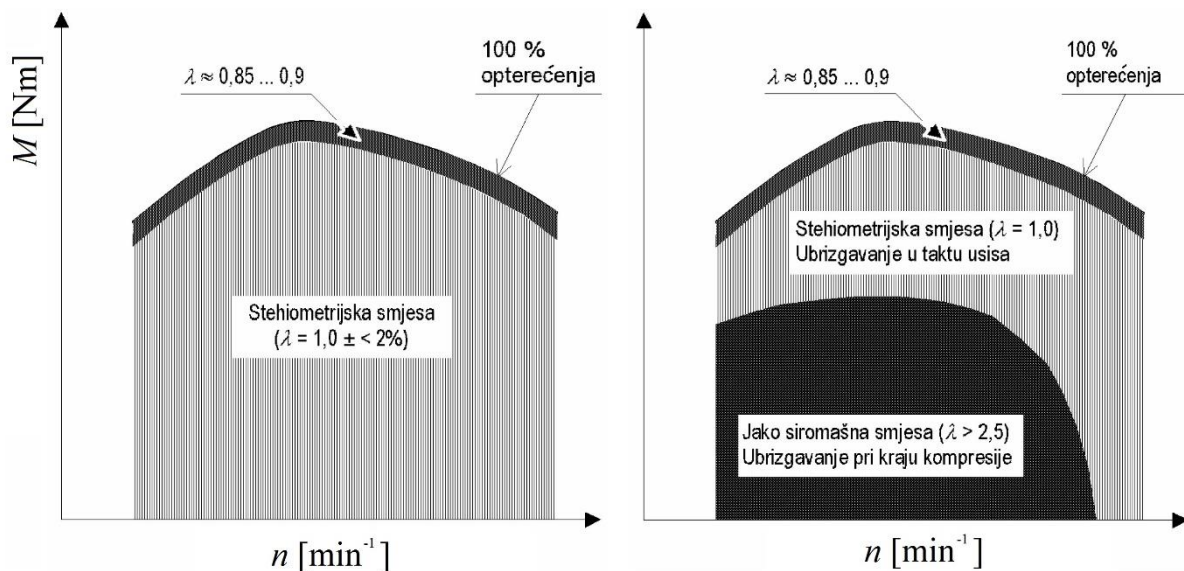 M [Nm]
λ ≈ 0,85 ... 0,9
100 %
opterećenja
Stehiometrijska smjesa
(λ = 1,0 ± < 2%)
n [min⁻¹]
λ ≈ 0,85 ... 0,9
100 %
opterećenja
Stehiometrijska smjesa (λ = 1,0)
Ubrizgavanje u taktu usisa
Jako siromašna smjesa (λ > 2,5)
Ubrizgavanje pri kraju kompresije
n [min⁻¹]